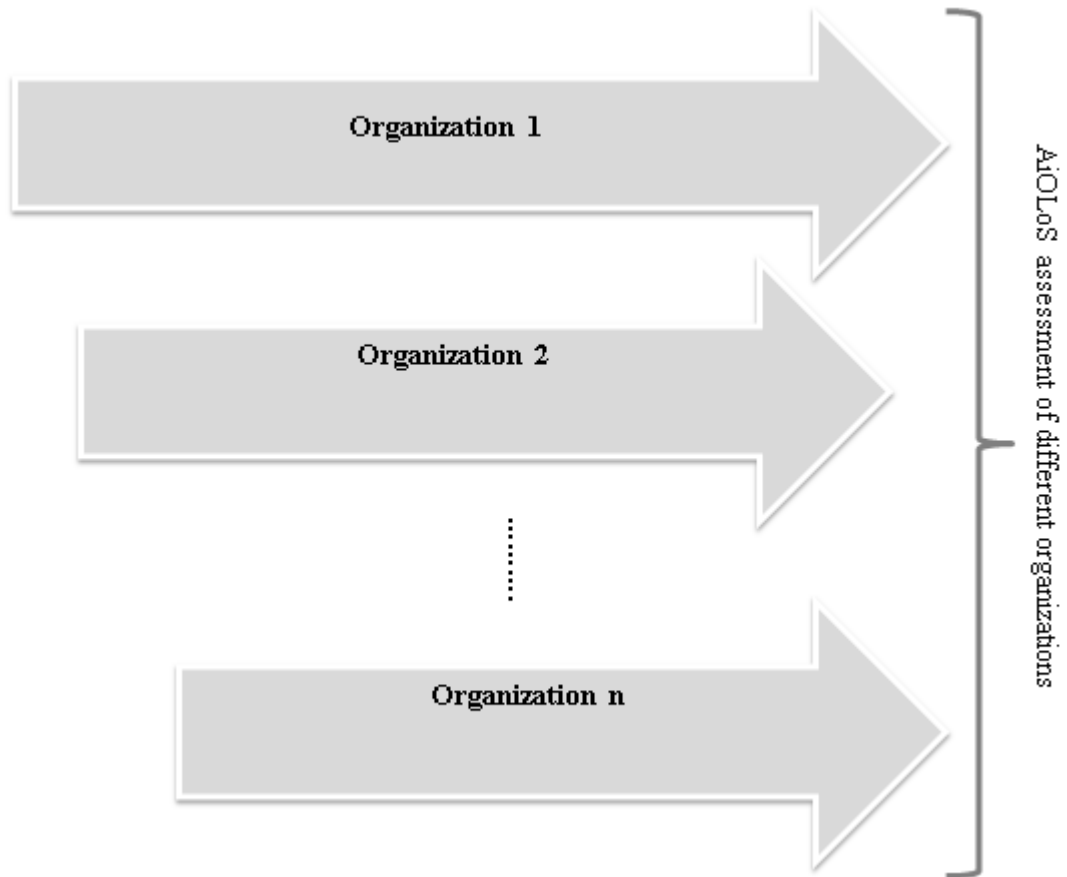 Organization 1
Organization 2
Organization n
AiOLoS assessment of different organizations